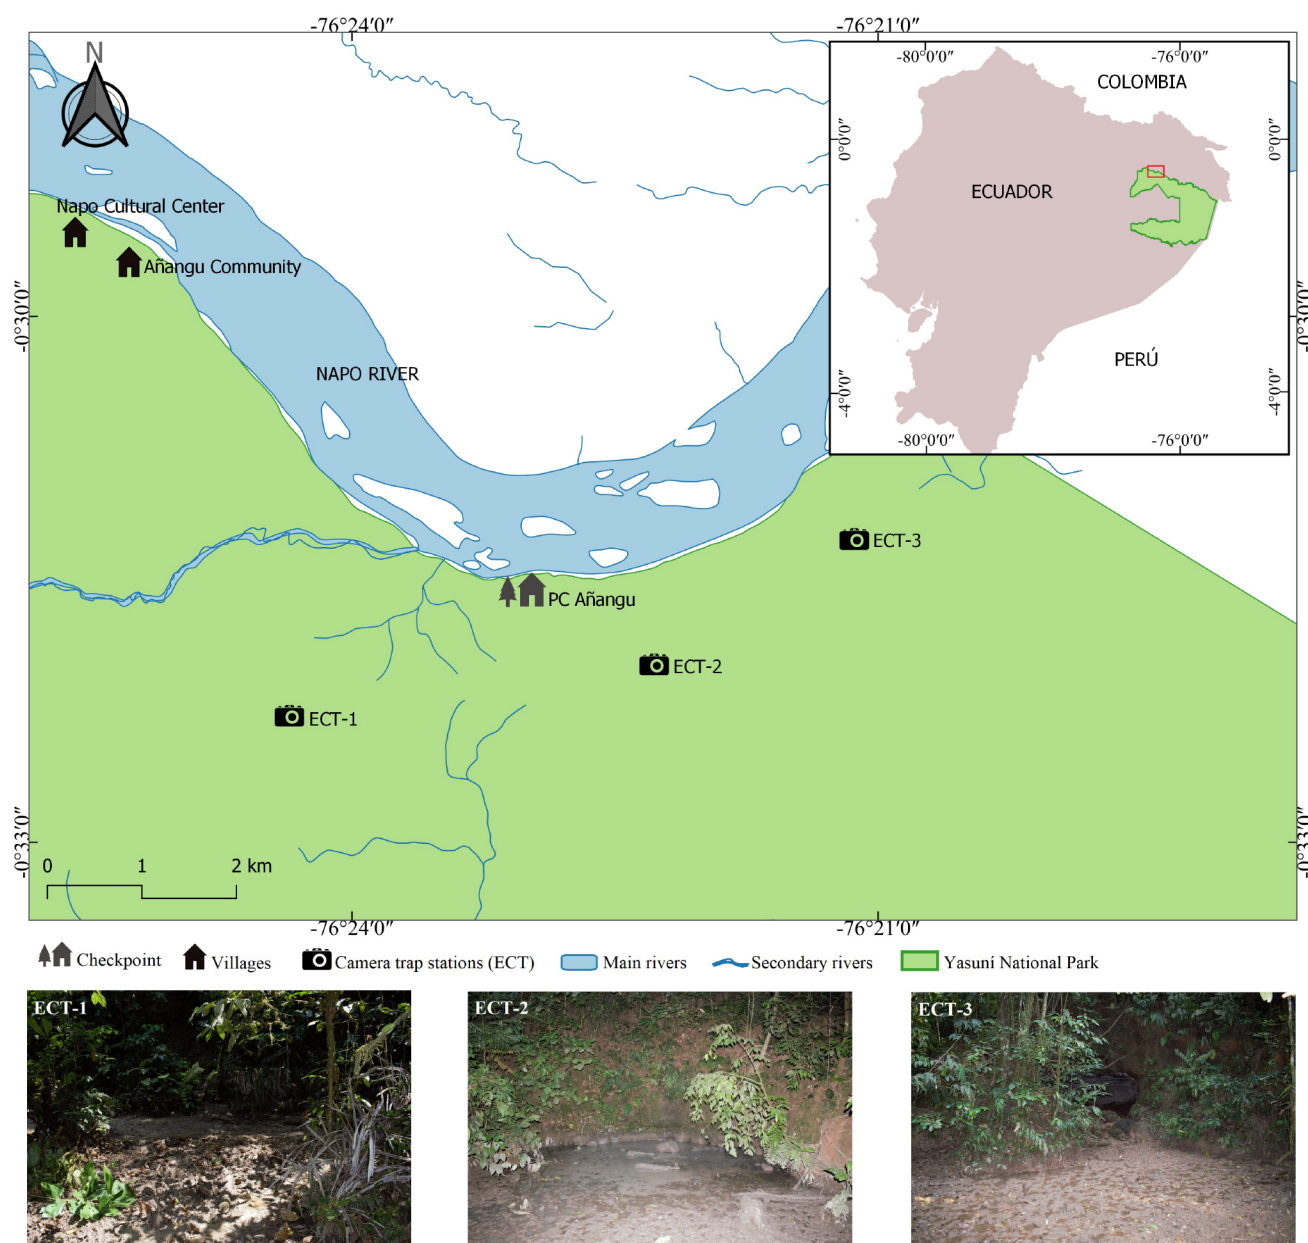 -76°24′0″
-76°21′0″
N
-80°0′0″
-76°0′0″
COLOMBIA
0°0′0″
0°0′0″
ECUADOR
Napo Cultural Center
Añangu Community
-0°30′0″
-0°30′0″
PERÚ
NAPO RIVER
-4°0′0″
-4°0′0″
-80°0′0″
-76°0′0″
ECT-3
PC Añangu
ECT-2
ECT-1
-0°33′0″
-0°33′0″
0 1 2 km
-76°24′0″
-76°21′0″
Checkpoint
Villages
Camera trap stations (ECT)
Main rivers
Secondary rivers
Yasuní National Park
ECT-1
ECT-2
ECT-3